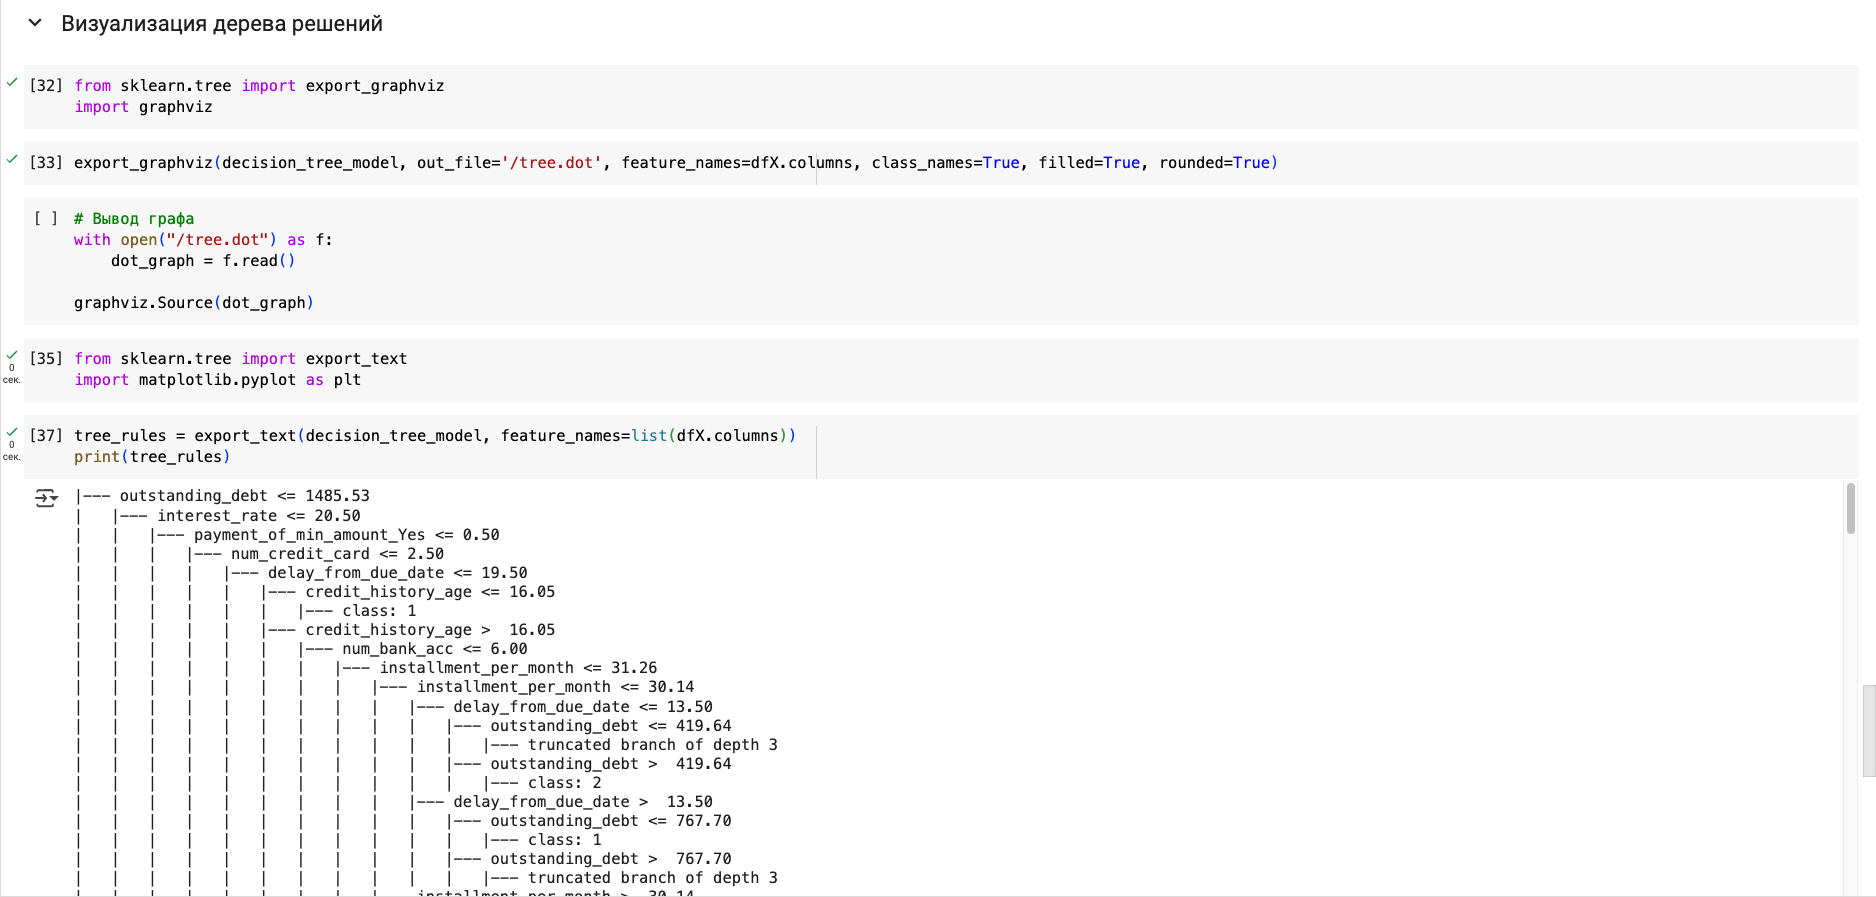 Визуализация дерева решений
[32] from sklearn.tree import export_graphviz
import graphviz
[33] export_graphviz(decision_tree_model, out_file='/tree.dot', feature_names=dfX.columns, class_names=True, filled=True, rounded=True)
[ ] # Вывод графа
with open("/tree.dot") as f:
    dot_graph = f.read()
graphviz.Source(dot_graph)
0 сек.
[35] from sklearn.tree import export_text
import matplotlib.pyplot as plt
0 сек.
[37] tree_rules = export_text(decision_tree_model, feature_names=list(dfX.columns))
print(tree_rules)
|--- outstanding_debt <= 1485.53
|   |--- interest_rate <= 20.50
|   |   |--- payment_of_min_amount_Yes <= 0.50
|   |   |   |--- num_credit_card <= 2.50
|   |   |   |   |--- delay_from_due_date <= 19.50
|   |   |   |   |   |--- credit_history_age <= 16.05
|   |   |   |   |   |   |--- class: 1
|   |   |   |   |   |--- credit_history_age >  16.05
|   |   |   |   |   |   |--- num_bank_acc <= 6.00
|   |   |   |   |   |   |   |--- installment_per_month <= 31.26
|   |   |   |   |   |   |   |   |--- installment_per_month <= 30.14
|   |   |   |   |   |   |   |   |   |--- delay_from_due_date <= 13.50
|   |   |   |   |   |   |   |   |   |   |--- outstanding_debt <= 419.64
|   |   |   |   |   |   |   |   |   |   |   |--- truncated branch of depth 3
|   |   |   |   |   |   |   |   |   |   |--- outstanding_debt >  419.64
|   |   |   |   |   |   |   |   |   |   |   |--- class: 2
|   |   |   |   |   |   |   |   |   |--- delay_from_due_date >  13.50
|   |   |   |   |   |   |   |   |   |   |--- outstanding_debt <= 767.70
|   |   |   |   |   |   |   |   |   |   |   |--- class: 1
|   |   |   |   |   |   |   |   |   |   |--- outstanding_debt >  767.70
|   |   |   |   |   |   |   |   |   |   |   |--- truncated branch of depth 3
|   |   |   |   |   |   |   |   |--- installment_per_month >  30.14